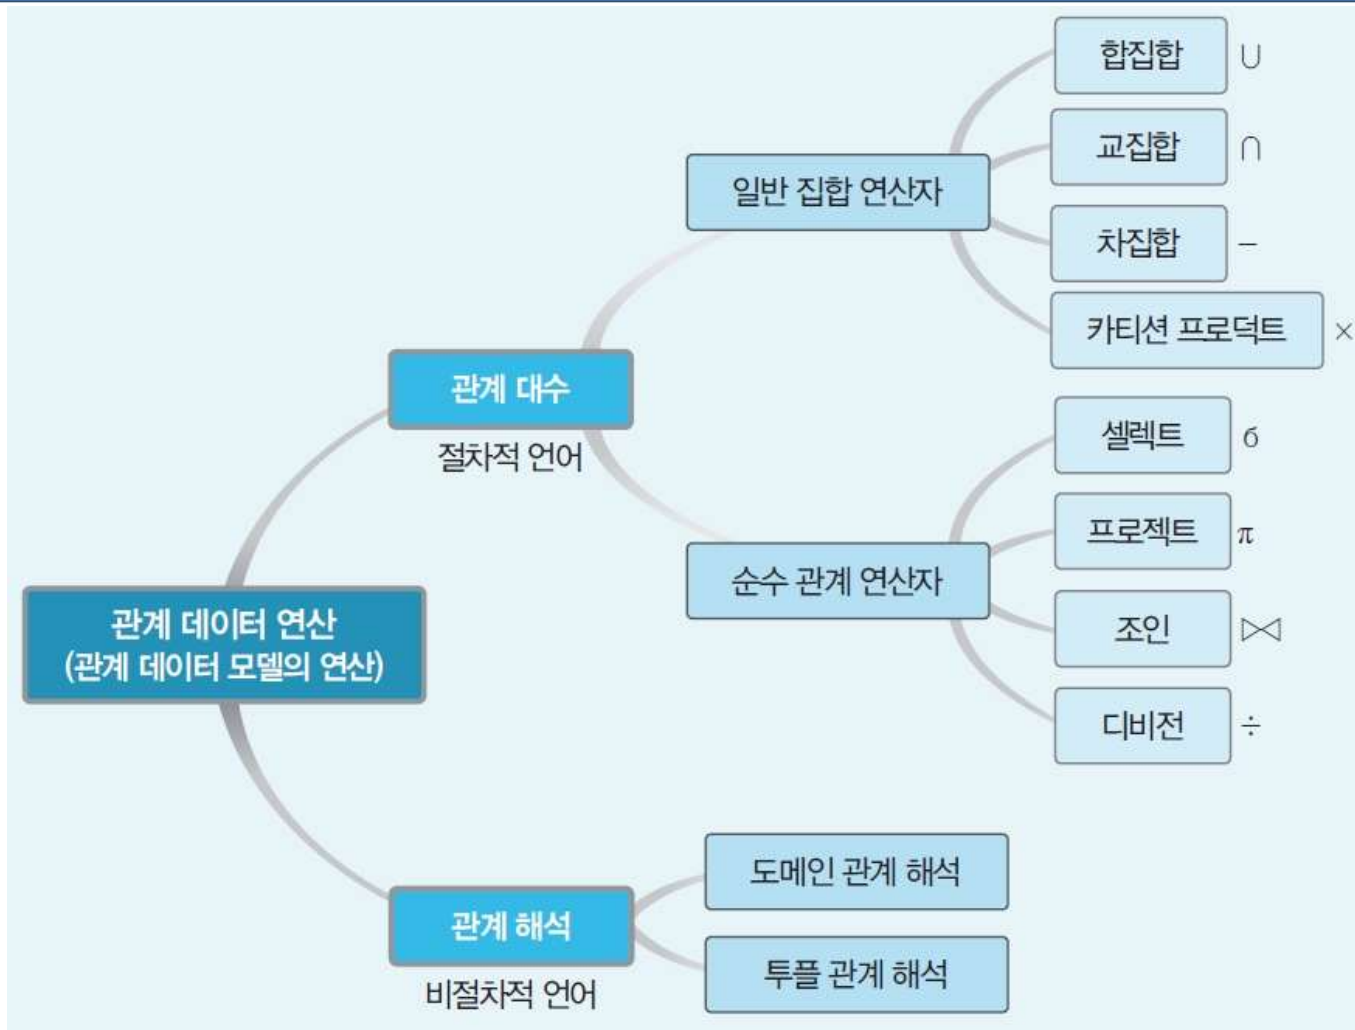 합집합 ∪
교집합 ∩
일반 집합 연산자
차집합 −
카티션 프로덕트 ×
관계 대수
절차적 언어
셀렉트 б
프로젝트 π
순수 관계 연산자
조인 ⋈
디비전 ÷
관계 데이터 연산
(관계 데이터 모델의 연산)
도메인 관계 해석
관계 해석
비절차적 언어
투플 관계 해석